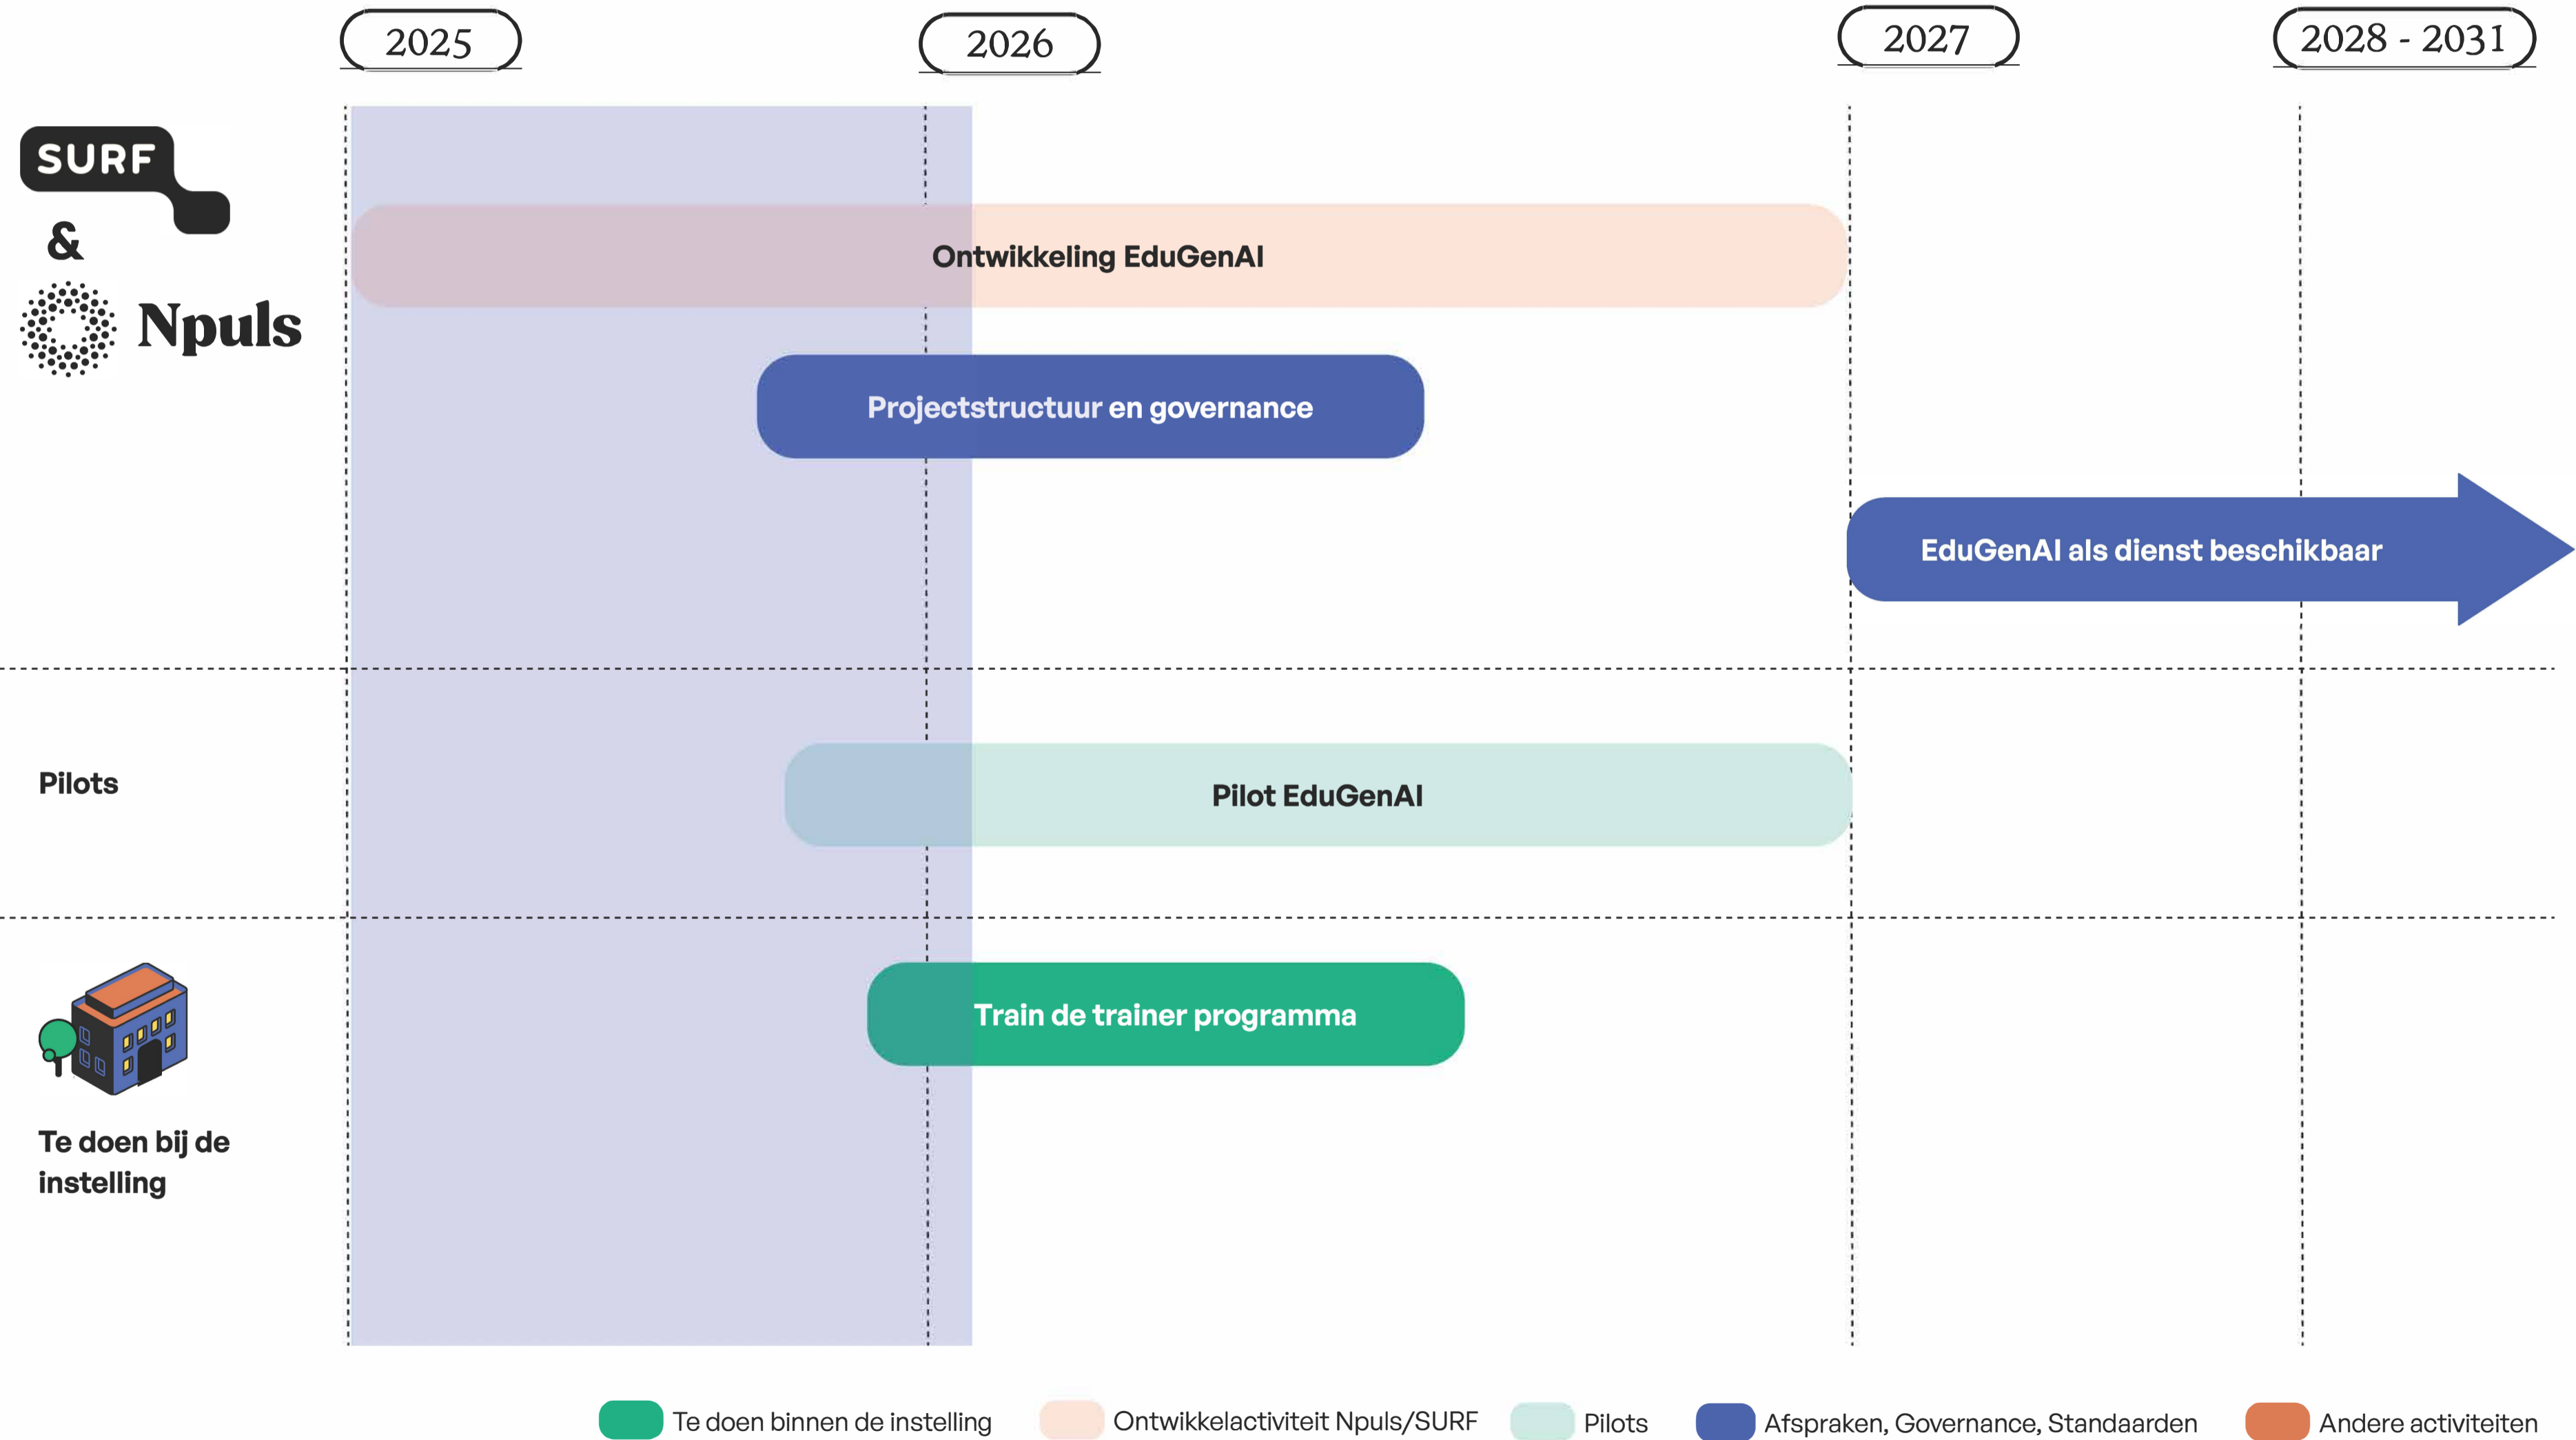 2025
2026
2027
2028 - 2031
SURF
&
Npuls
Ontwikkeling EduGenAI
Projectstructuur en governance
EduGenAI als dienst beschikbaar
Pilots
Pilot EduGenAI
Train de trainer programma
Te doen bij de
instelling
Te doen binnen de instelling
Ontwikkelactiviteit Npuls/SURF
Pilots
Afspraken, Governance, Standaarden
Andere activiteiten